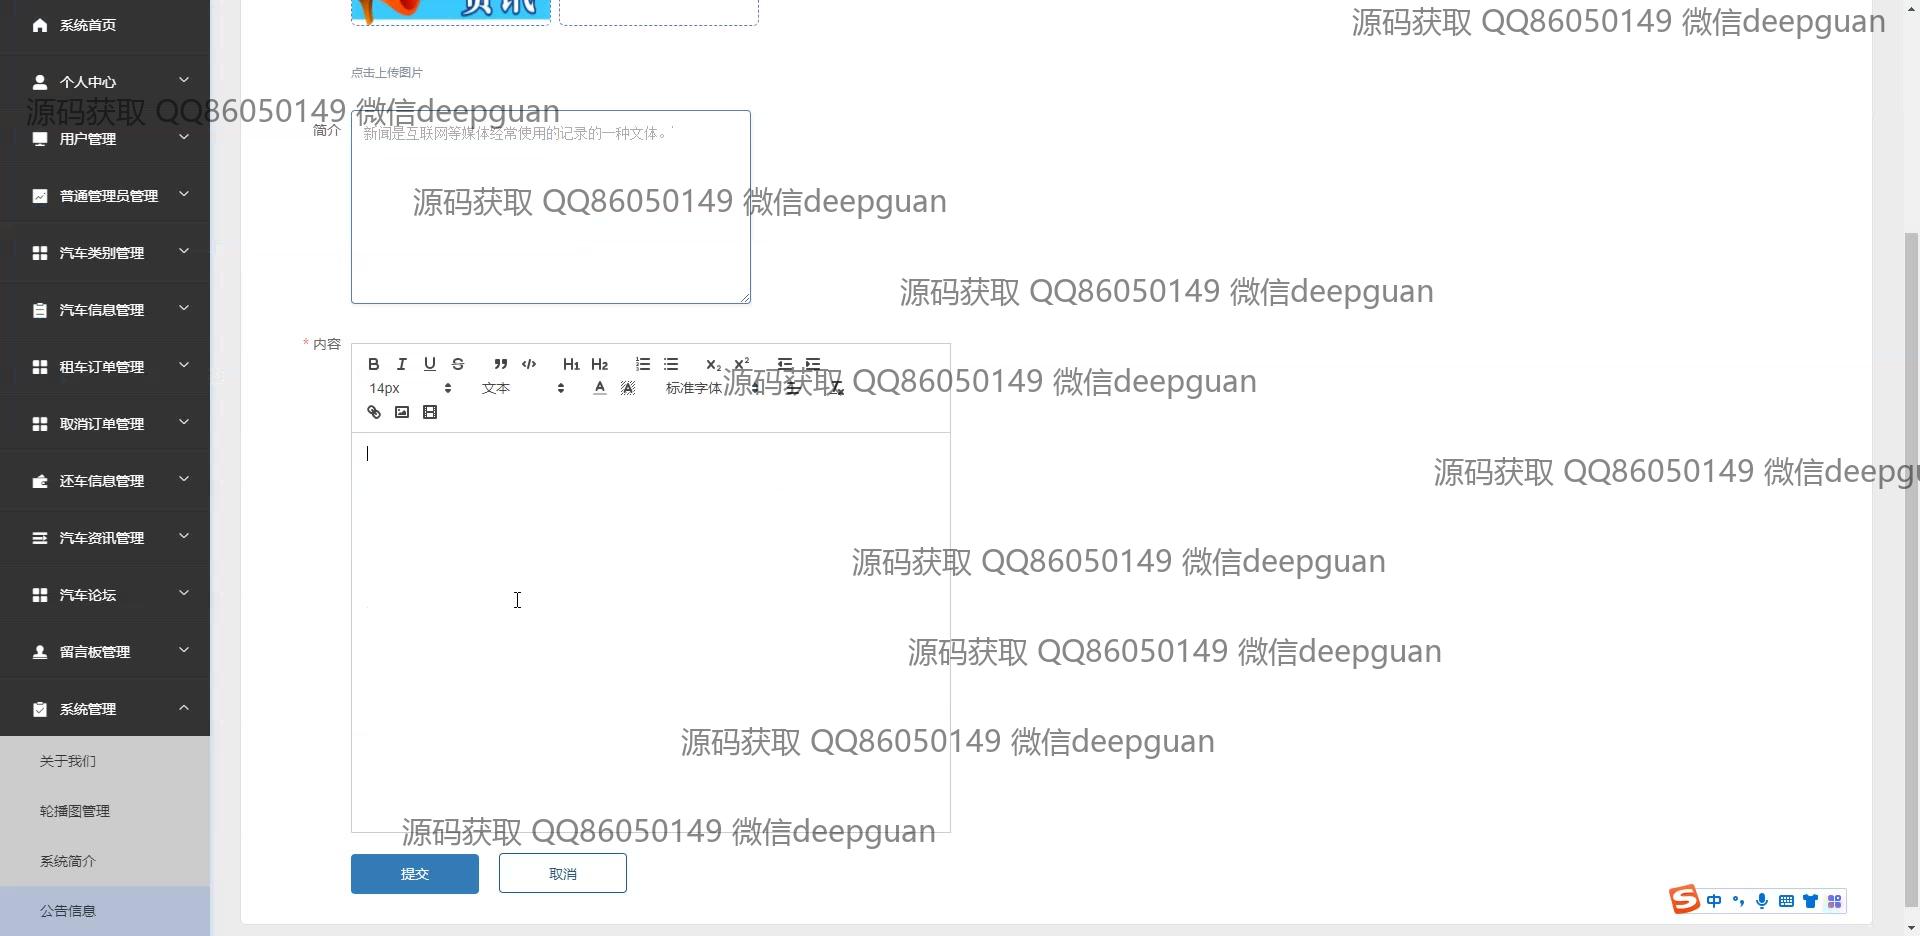 资讯
源码获取 QQ86050149 微信deepguan
系统首页
点击上传图片
个人中心
源码获取 QQ86050149 微信deepguan
简介
新闻是互联网等媒体经常使用的记录的一种文体。
用户管理
普通管理员管理
源码获取 QQ86050149 微信deepguan
汽车类别管理
源码获取 QQ86050149 微信deepguan
汽车信息管理
* 内容
B I U S H1 H2 X2 X2
租车订单管理
14px 文本 A A 标准字体
源码获取 QQ86050149 微信deepguan
取消订单管理
源码获取 QQ86050149 微信deepgu
还车信息管理
汽车资讯管理
源码获取 QQ86050149 微信deepguan
汽车论坛
留言板管理
源码获取 QQ86050149 微信deepguan
系统管理
源码获取 QQ86050149 微信deepguan
关于我们
轮播图管理
源码获取 QQ86050149 微信deepguan
系统简介
提交 取消
公告信息
S 中